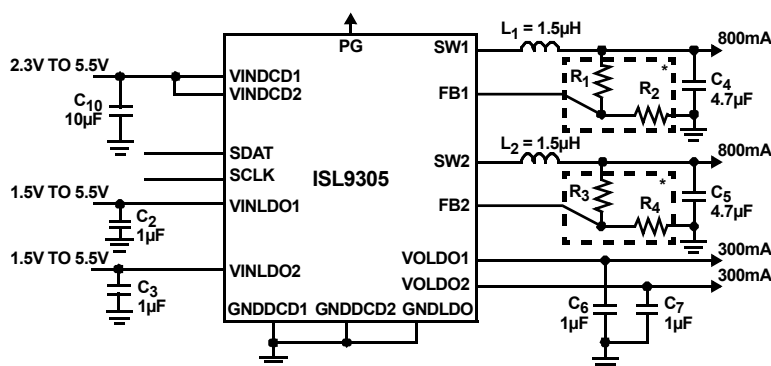 PG
L1 = 1.5µH
SW1
800mA
2.3V TO 5.5V
VINDCD1
VINDCD2
C10
10µF
FB1
R1
R2
*
C4
4.7µF
SDAT
SCLK
ISL9305
L2 = 1.5µH
SW2
800mA
1.5V TO 5.5V
VINLDO1
C2
1µF
FB2
R3
R4
*
C5
4.7µF
1.5V TO 5.5V
VINLDO2
C3
1µF
VOLDO1
300mA
VOLDO2
300mA
GNDDCD1 GNDDCD2 GNDLDO
C6
1µF
C7
1µF